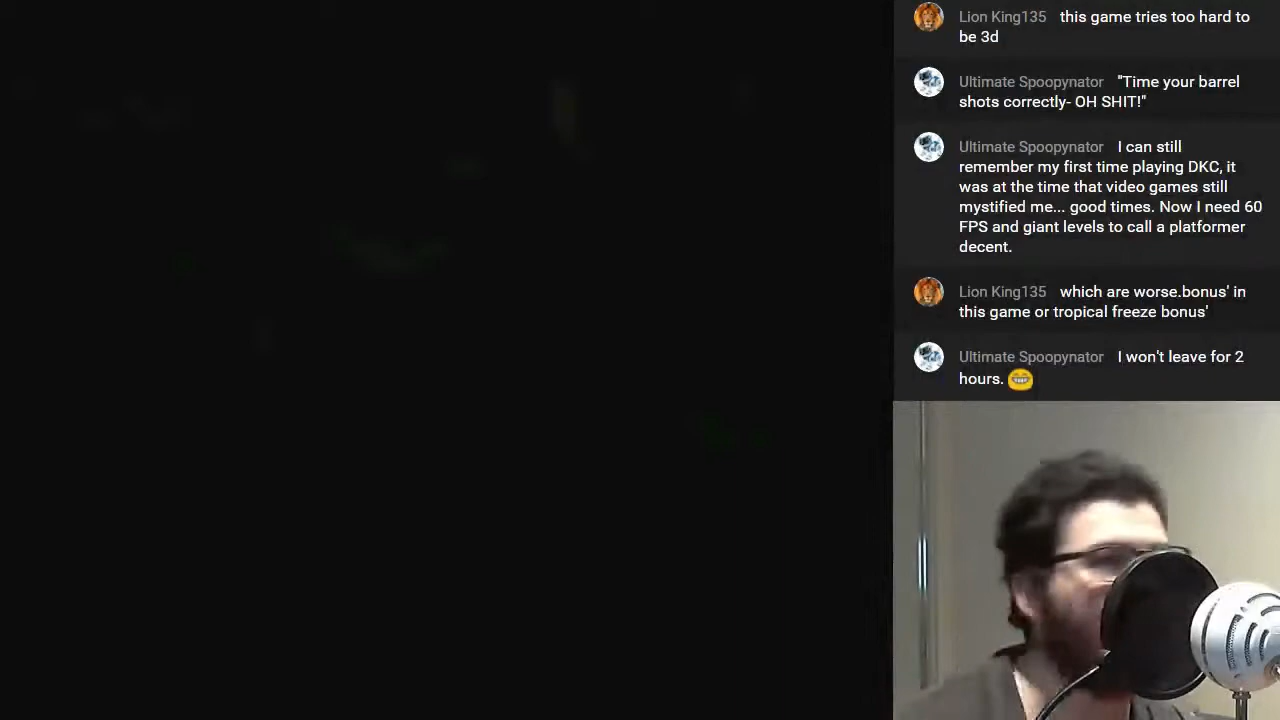 Lion King135 this game tries too hard to
be 3d
Ultimate Spoopynator "Time your barrel
shots correctly- OH SHIT!"
Ultimate Spoopynator I can still
remember my first time playing DKC, it
was at the time that video games still
mystified me... good times. Now I need 60
FPS and giant levels to call a platformer
decent.
Lion King135 which are worse.bonus' in
this game or tropical freeze bonus'
Ultimate Spoopynator I won't leave for 2
hours. 😁